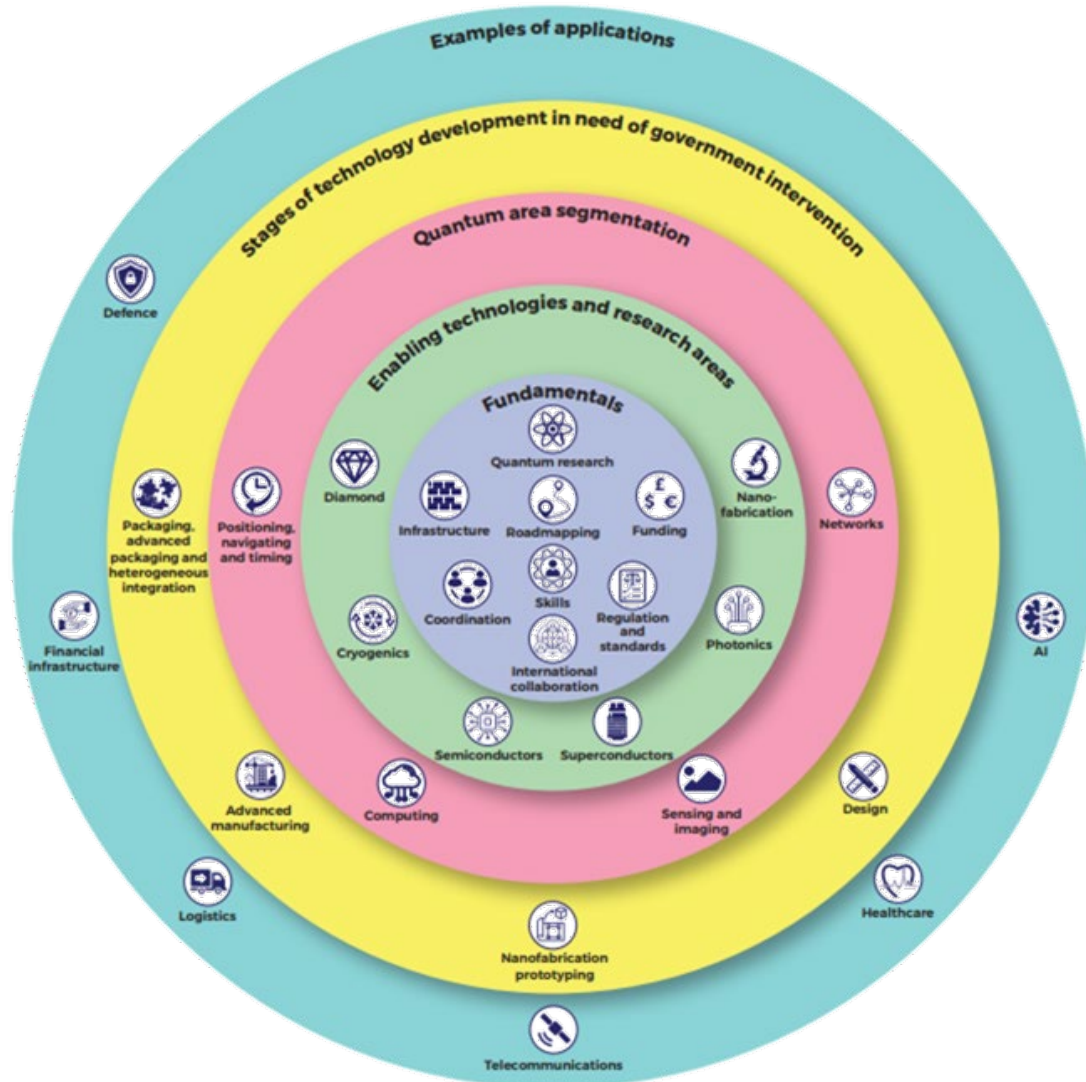 Examples of applications
Stages of technology development in need of government intervention
Quantum area segmentation
Enabling technologies and research areas
Fundamentals
Quantum research
Infrastructure
Roadmapping
£
$ €
Funding
Coordination
Skills
Regulation and
standards
International
collaboration
Diamond
Nano-
fabrication
Cryogenics
Photonics
Semiconductors
Superconductors
Positioning,
navigating
and timing
Networks
Computing
Sensing and
imaging
Packaging,
advanced
packaging and
heterogeneous
integration
Advanced
manufacturing
Design
Nanofabrication
prototyping
Defence
Financial
infrastructure
AI
Logistics
Healthcare
Telecommunications